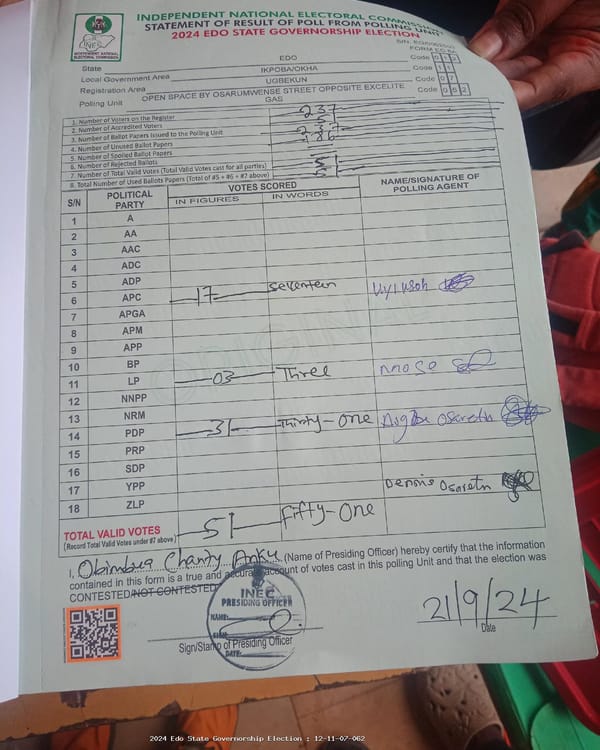 INDEPENDENT NATIONAL ELECTORAL COMMISSION
STATEMENT OF RESULT OF POLL FROM POLLING UNIT
2024 EDO STATE GOVERNORSHIP ELECTION
INEC
INDEPENDENT NATIONAL ELECTORAL COMMISSION
FORM EC 8A
State EDO Code 1 2
Local Government Area IKPOBA/OKHA Code 1 1
Registration Area UGBEKUN Code 0 7
Polling Unit OPEN SPACE BY OSARUMWENSE STREET OPPOSITE EXCELITE GAS Code 0 6 2
1. Number of Voters on the Register 237
2. Number of Accredited Voters 51
3. Number of Ballot Papers Issued to the Polling Unit 237
4. Number of Unused Ballot Papers 186
5. Number of Spoiled Ballot Papers
6. Number of Rejected Ballots
7. Number of Total Valid Votes (Total Valid Votes cast for all parties) 51
8. Total Number of Used Ballots Papers (Total of #5 + #6 + #7 above) 51
S/N POLITICAL PARTY VOTES SCORED NAME/SIGNATURE OF POLLING AGENT
IN FIGURES IN WORDS
1 A
2 AA
3 AAC
4 ADC
5 ADP
6 APC 17 Seventeen
7 APGA
8 APM
9 APP
10 BP
11 LP 03 Three Nnose
12 NNPP
13 NRM
14 PDP 31 Thirty-One Osaretin
15 PRP
16 SDP
17 YPP Dennis Osaretin
18 ZLP
TOTAL VALID VOTES 51 Fifty-One
(Record Total Valid Votes under #7 above)
I, Obimbua Charity Anku (Name of Presiding Officer) hereby certify that the information
contained in this form is a true and accurate account of votes cast in this polling Unit and that the election was
CONTESTED/NOT CONTESTED
INEC
PRESIDING OFFICER
NAME:
SIGN:
DATE:
21/9/24
Sign/Stamp of Presiding Officer Date
ORIGINAL
2024 Edo State Governorship Election : 12-11-07-062